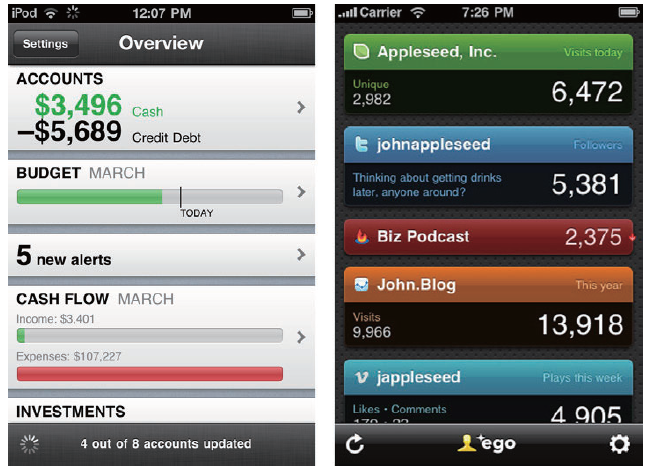 iPod 12:07 PM
Settings Overview
ACCOUNTS
$3,496 Cash
–$5,689 Credit Debt
BUDGET MARCH
TODAY
5 new alerts
CASH FLOW MARCH
Income: $3,401
Expenses: $107,227
INVESTMENTS
4 out of 8 accounts updated
Carrier 7:26 PM
Appleseed, Inc. Visits today
Unique
2,982
6,472
johnappleseed Followers
Thinking about getting drinks
later, anyone around?
5,381
Biz Podcast 2,375
John.Blog This year
Visits
9,966
13,918
jappleseed Plays this week
Likes • Comments
4,905
ego